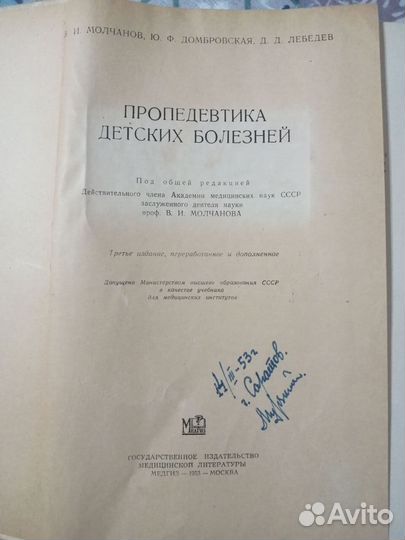 В. И. МОЛЧАНОВ, Ю. Ф. ДОМБРОВСКАЯ, Д. Д. ЛЕБЕДЕВ
ПРОПЕДЕВТИКА
ДЕТСКИХ БОЛЕЗНЕЙ
Под общей редакцией
Действительного члена Академии медицинских наук СССР
заслуженного деятеля науки
проф. В. И. МОЛЧАНОВА
Третье издание, переработанное и дополненное
Допущено Министерством высшего образования СССР
в качестве учебника
для медицинских институтов
/III-53г
г. Саратов.
ГОСУДАРСТВЕННОЕ ИЗДАТЕЛЬСТВО
МЕДИЦИНСКОЙ ЛИТЕРАТУРЫ
МЕДГИЗ — 1953 — МОСКВА
Avito